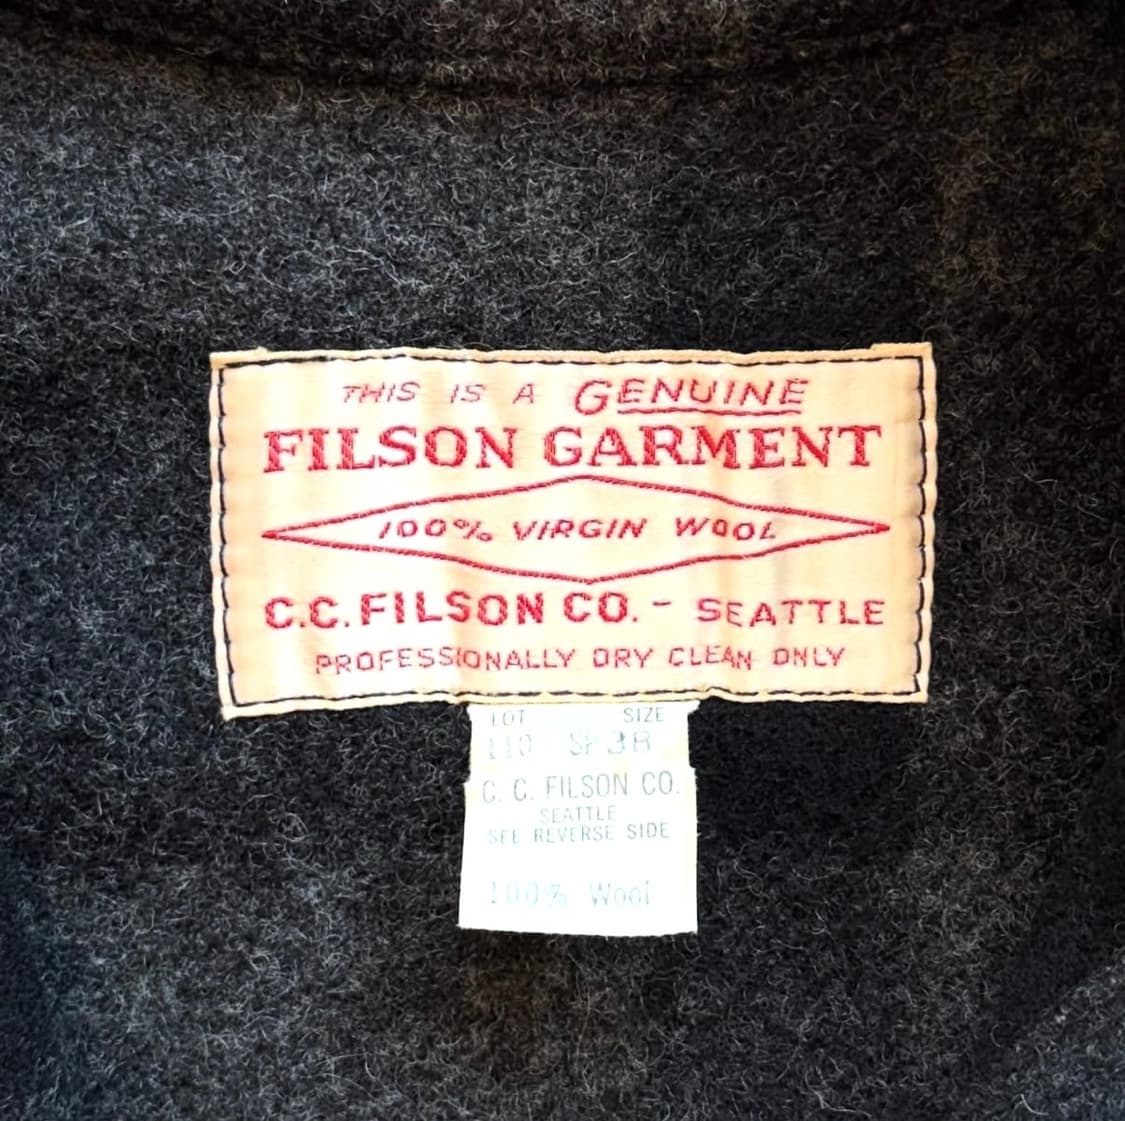 THIS IS A GENUINE
FILSON GARMENT
100% VIRGIN WOOL
C.C. FILSON CO. - SEATTLE
PROFESSIONALLY DRY CLEAN ONLY
LOT SIZE
110 SP 38
C. C. FILSON CO.
SEATTLE
SEE REVERSE SIDE
100% Wool